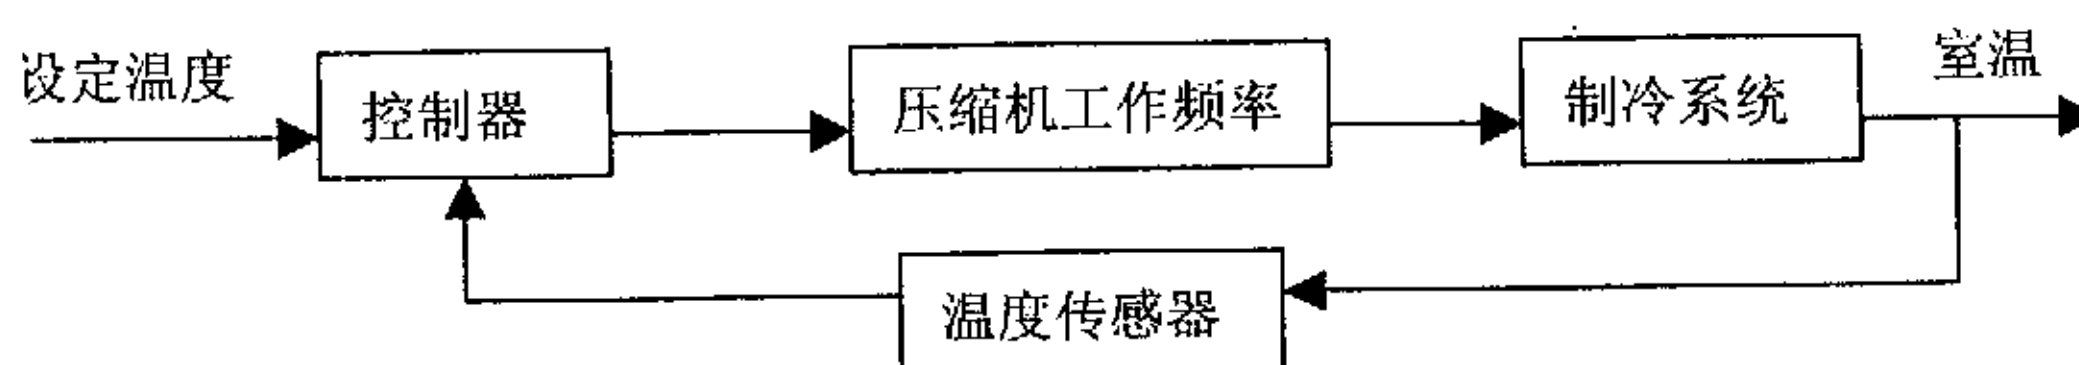 设定温度
控制器
压缩机工作频率
制冷系统
室温
温度传感器